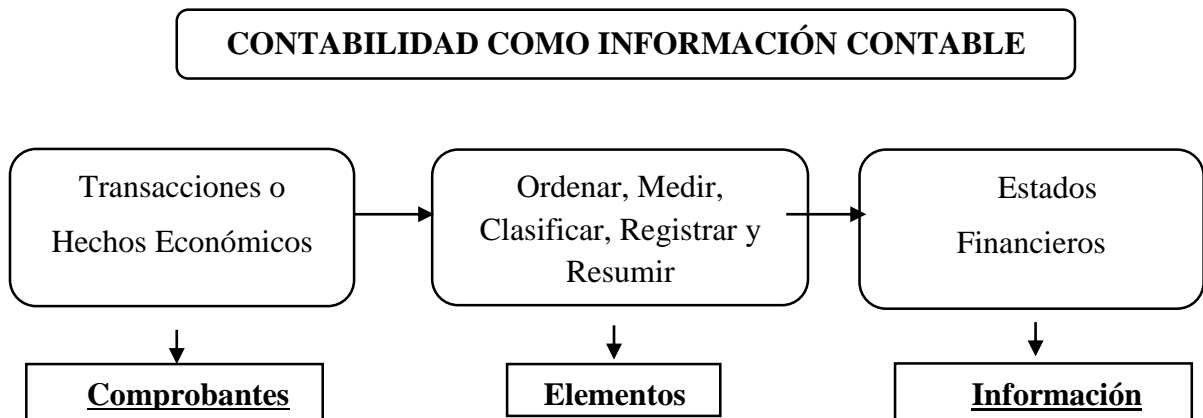 CONTABILIDAD COMO INFORMACIÓN CONTABLE
Transacciones o
Hechos Económicos
Ordenar, Medir,
Clasificar, Registrar y
Resumir
Estados
Financieros
Comprobantes
Elementos
Información